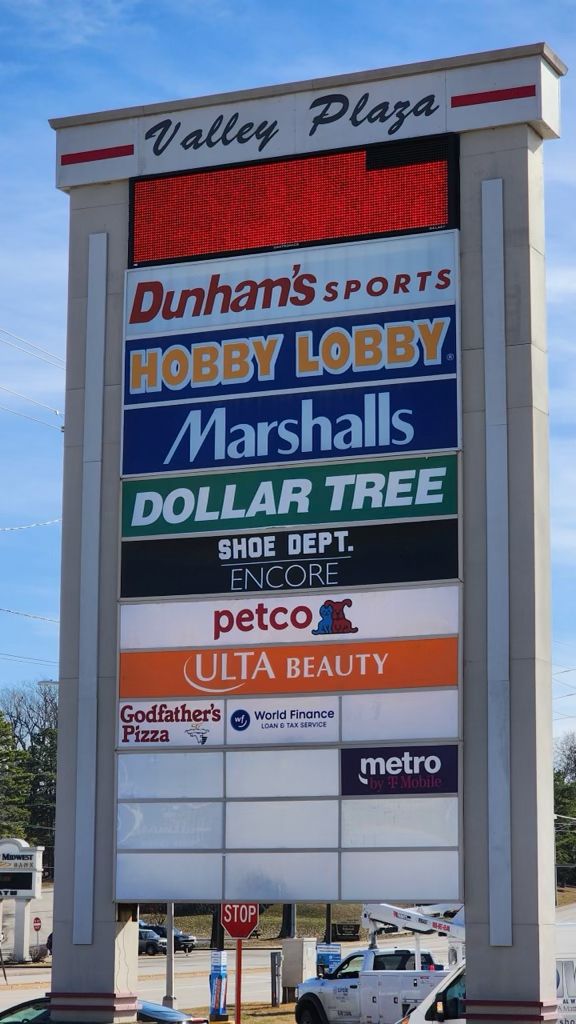 Valley Plaza
Dunham's SPORTS
HOBBY LOBBY®
Marshalls
DOLLAR TREE
SHOE DEPT.
ENCORE
petco
ULTA BEAUTY
Godfather's
Pizza
wf World Finance
LOAN & TAX SERVICE
metro
by T Mobile
MIDWEST
BANK
STOP